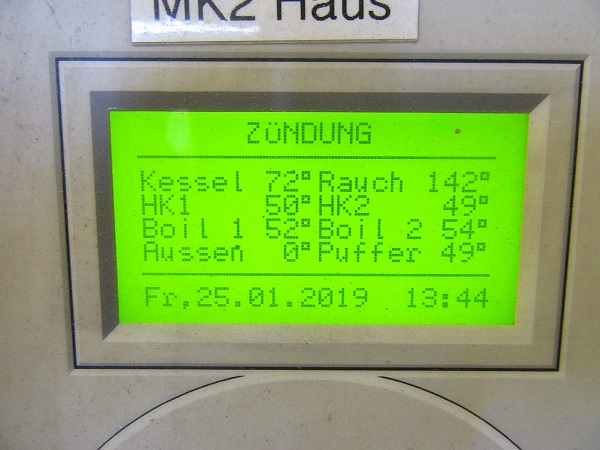 MK2 Haus
ZüNDUNG
Kessel 72° Rauch 142°
HK1 50° HK2 49°
Boil 1 52° Boil 2 54°
Aussen 0° Puffer 49°
Fr,25.01.2019 13:44